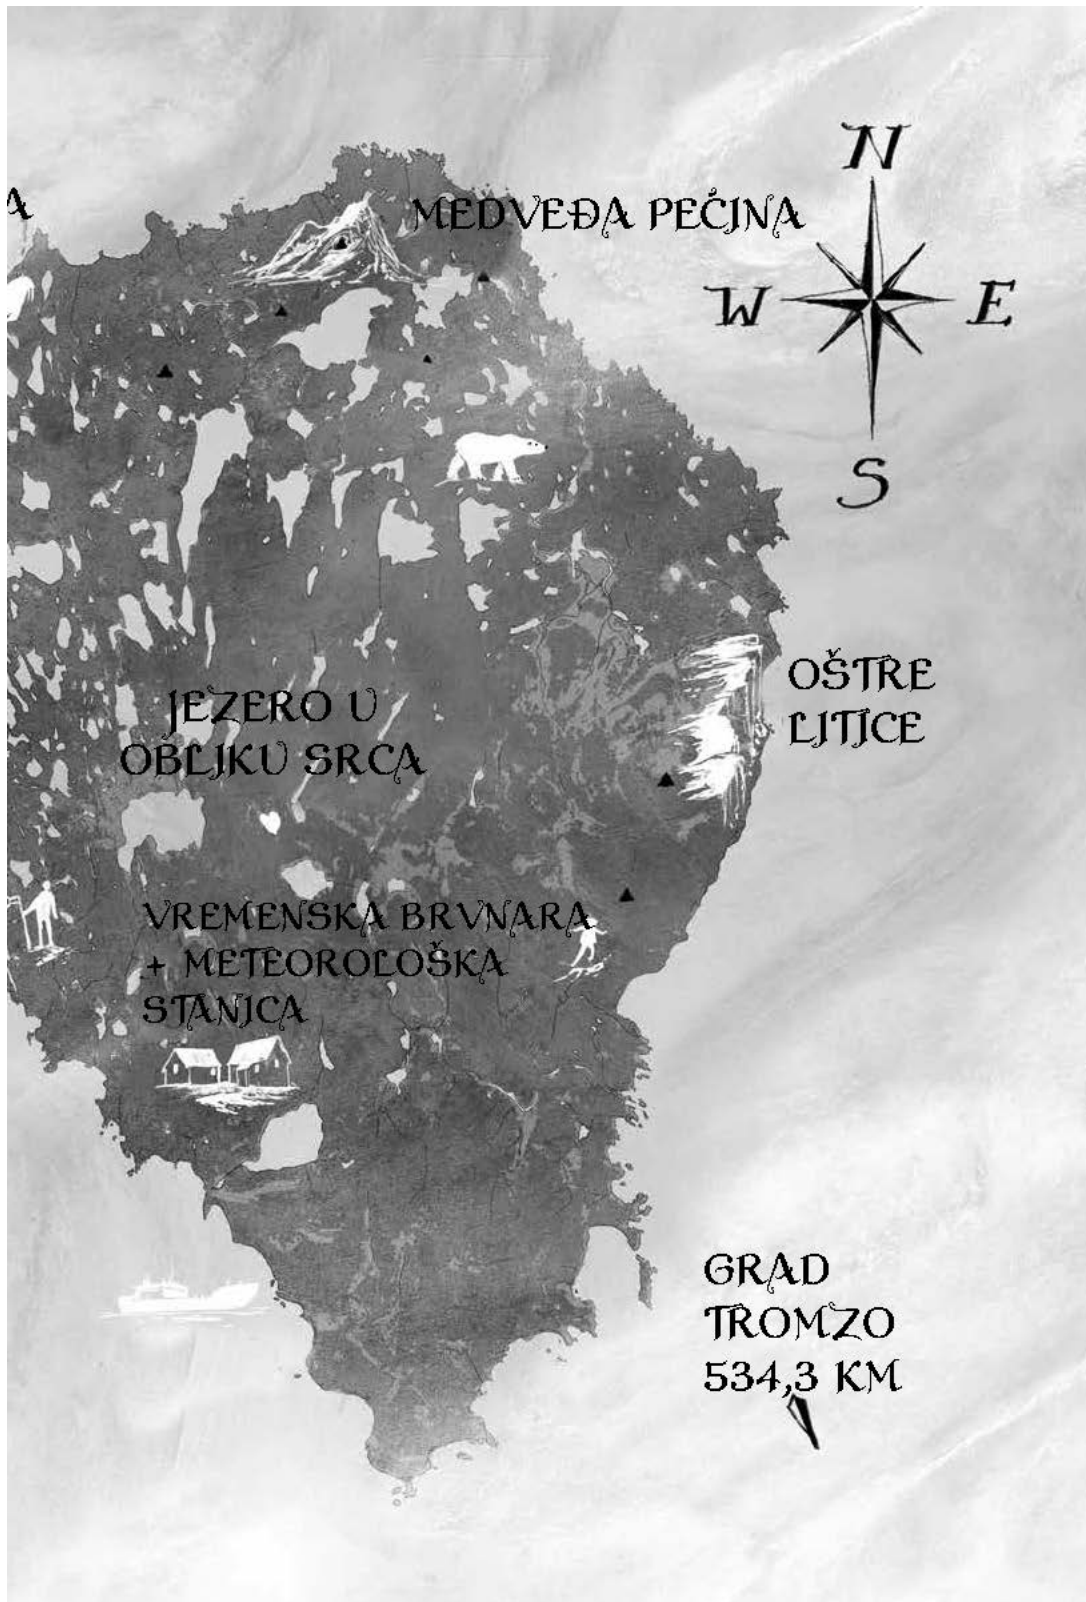 N
A
MEDVEĐA PEĆINA
W E
S
OŠTRE
LITICE
JEZERO U
OBLIKU SRCA
VREMENSKA BRVNARA
+ METEOROLOŠKA
STANICA
GRAD
TROMZO
534,3 KM